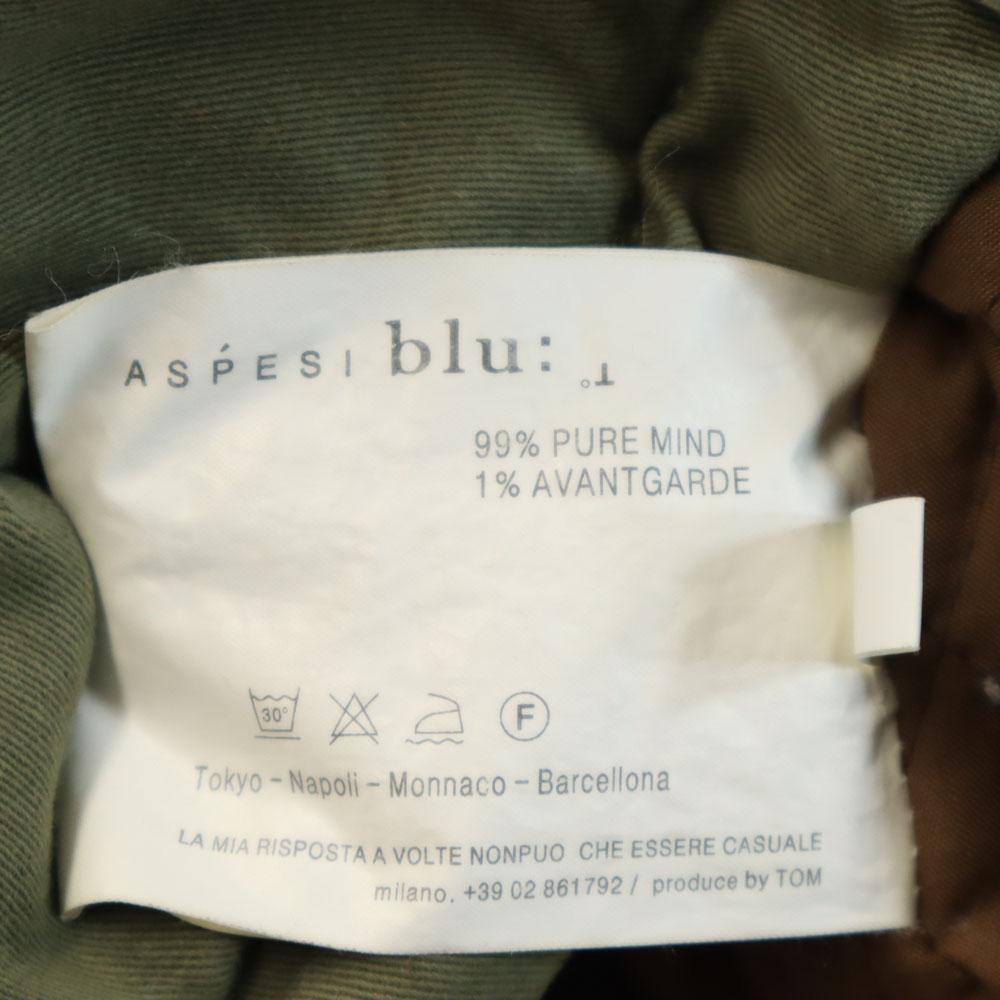 ASṔESI blu: °⊥
99% PURE MIND
1% AVANTGARDE
30° F
Tokyo – Napoli – Monnaco – Barcellona
LA MIA RISPOSTA A VOLTE NONPUO CHE ESSERE CASUALE
milano. +39 02 861792 / produce by TOM